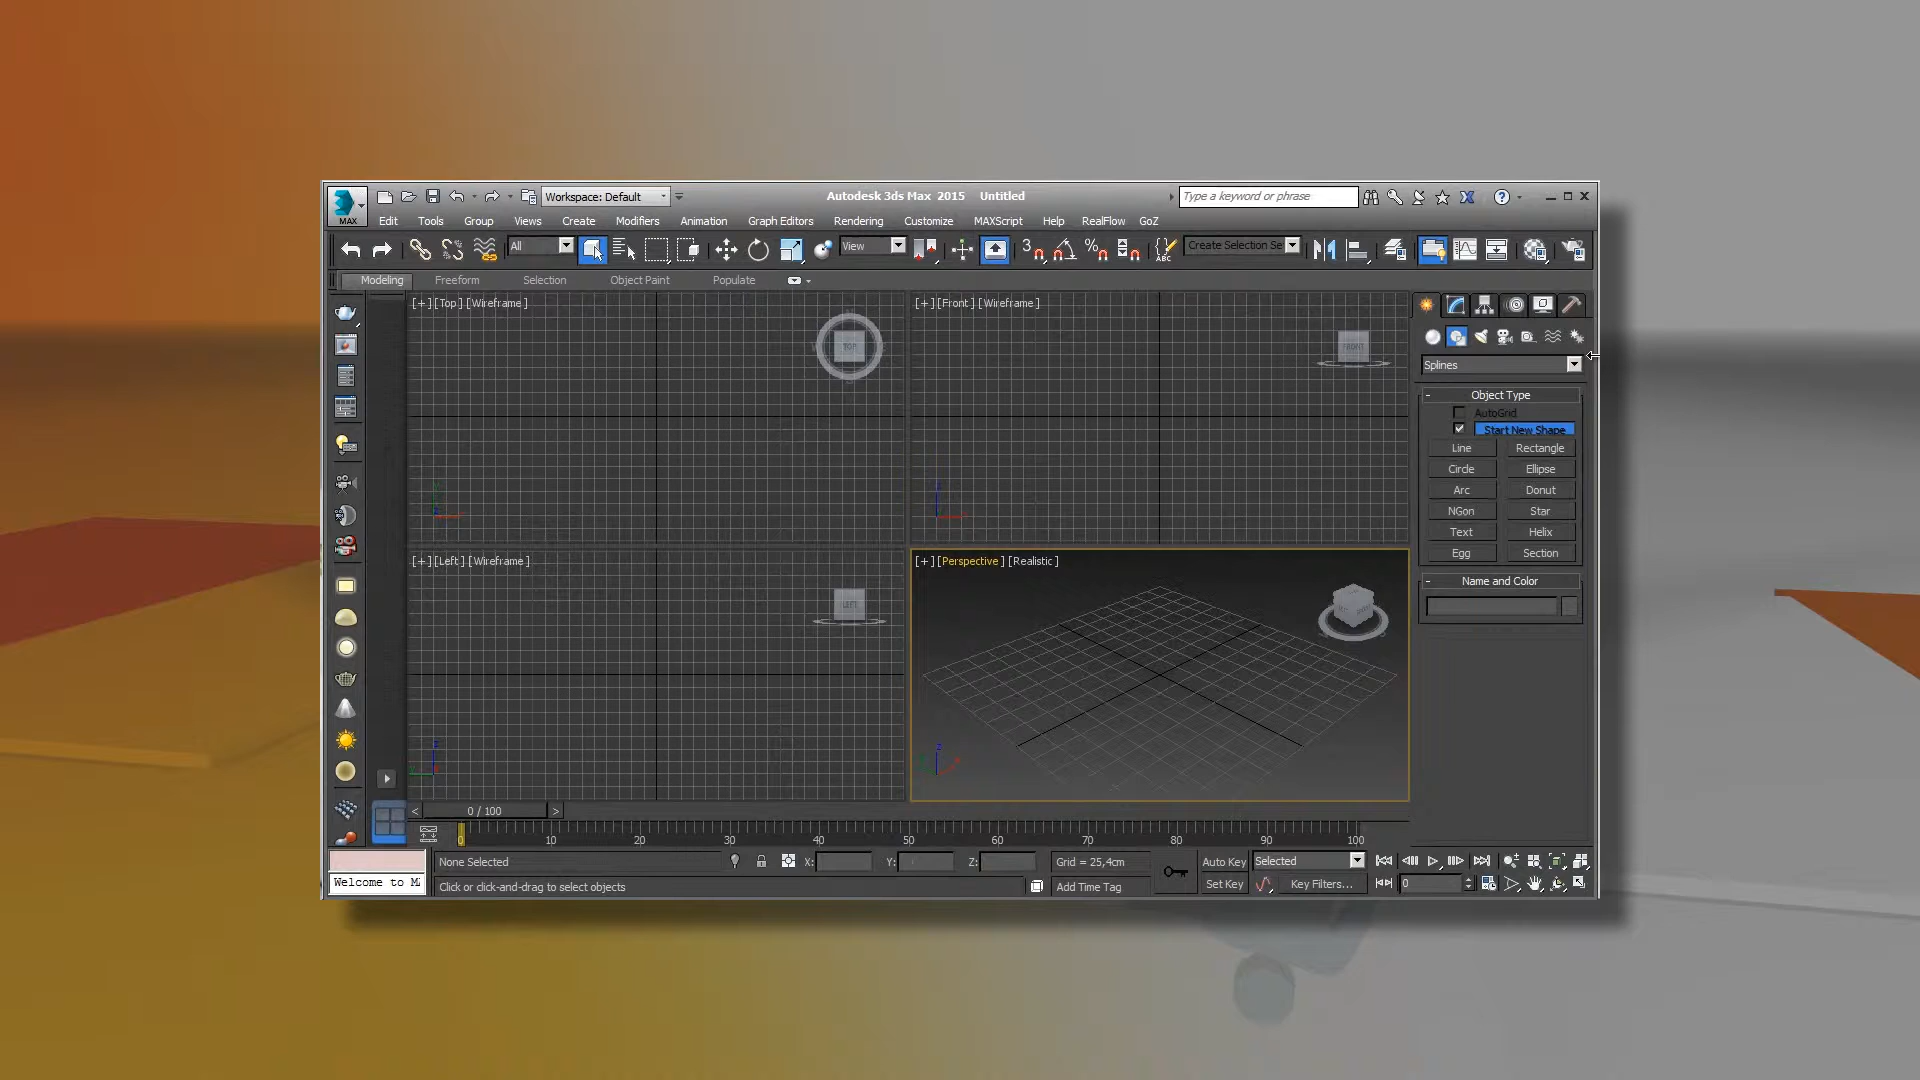 MAX
Workspace: Default
Autodesk 3ds Max 2015 Untitled
Type a keyword or phrase
Edit Tools Group Views Create Modifiers Animation Graph Editors Rendering Customize MAXScript Help RealFlow GoZ
All
View
3
%
ABC
Create Selection Se
Modeling Freeform Selection Object Paint Populate
[+] [Top] [Wireframe]
TOP
[+] [Front] [Wireframe]
FRONT
Splines
- Object Type
AutoGrid
Start New Shape
Line Rectangle
Circle Ellipse
Arc Donut
NGon Star
Text Helix
Egg Section
- Name and Color
[+] [Left] [Wireframe]
LEFT
[+] [Perspective] [Realistic]
< 0 / 100 >
0 10 20 30 40 50 60 70 80 90 100
None Selected X: Y: Z: Grid = 25,4cm Auto Key Selected
Welcome to M
Click or click-and-drag to select objects Add Time Tag Set Key Key Filters... 0